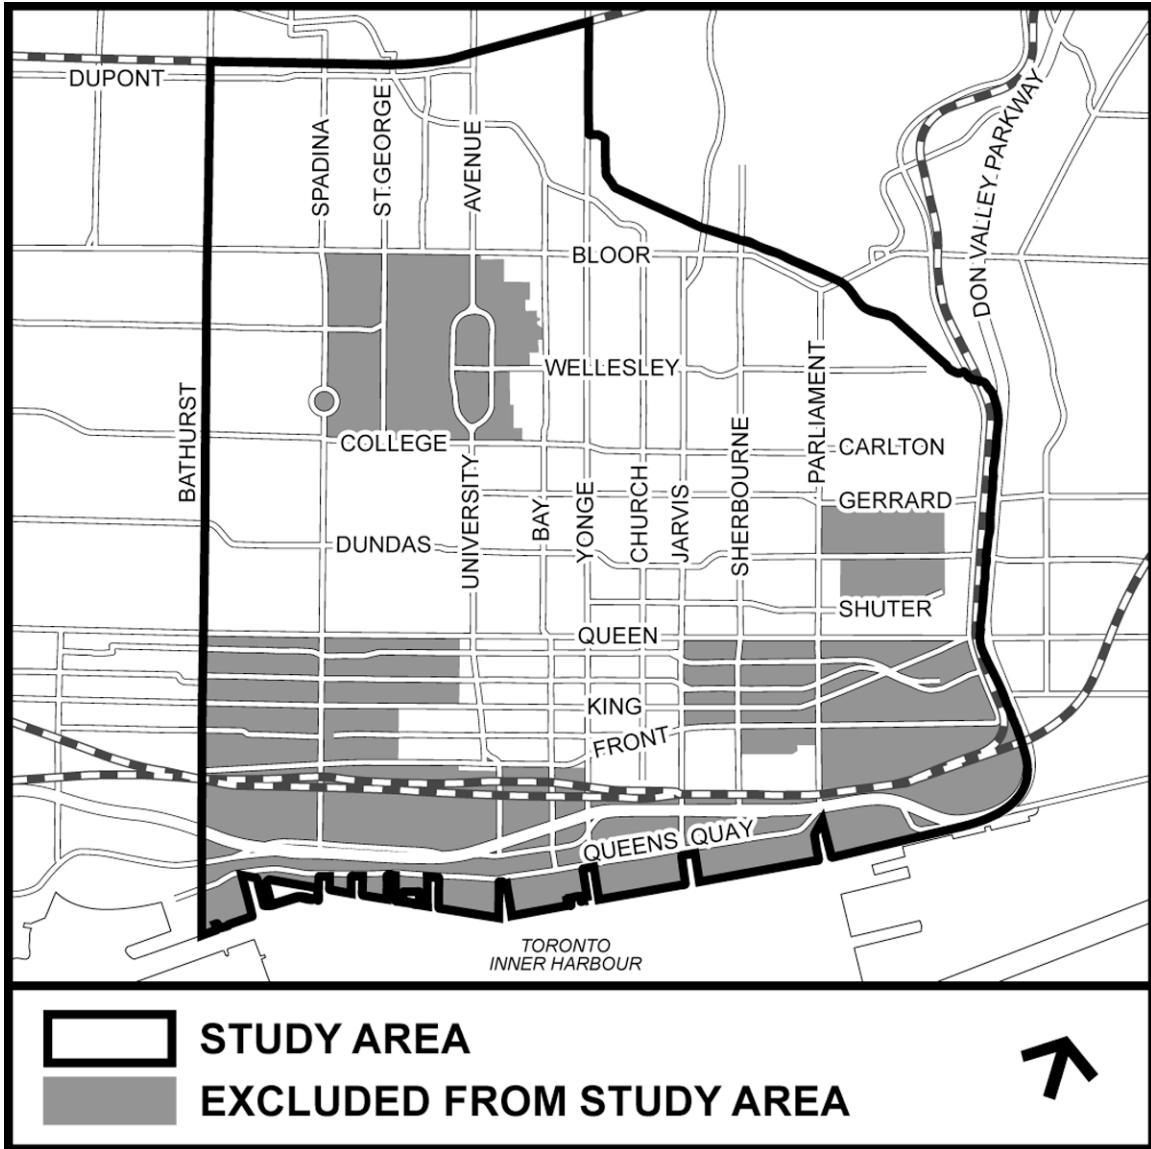 DUPONT
SPADINA
ST.GEORGE
AVENUE
DON VALLEY PARKWAY
BLOOR
WELLESLEY
PARLIAMENT
BATHURST
COLLEGE
SHERBOURNE
CARLTON
UNIVERSITY
BAY
YONGE
CHURCH
JARVIS
GERRARD
DUNDAS
SHUTER
QUEEN
KING
FRONT
QUEENS QUAY
TORONTO
INNER HARBOUR
STUDY AREA
EXCLUDED FROM STUDY AREA